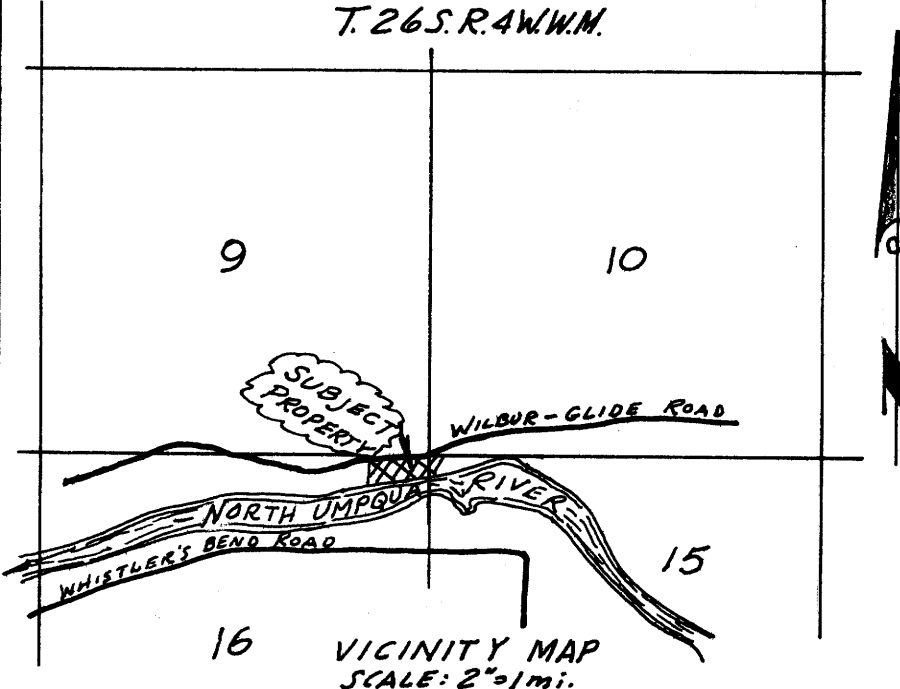 T. 26 S. R. 4 W. W. M.
9
10
SUBJECT
PROPERTY
WILBUR-GLIDE ROAD
NORTH UMPQUA RIVER
WHISTLER'S BEND ROAD
15
16
VICINITY MAP
SCALE: 2"=1mi.